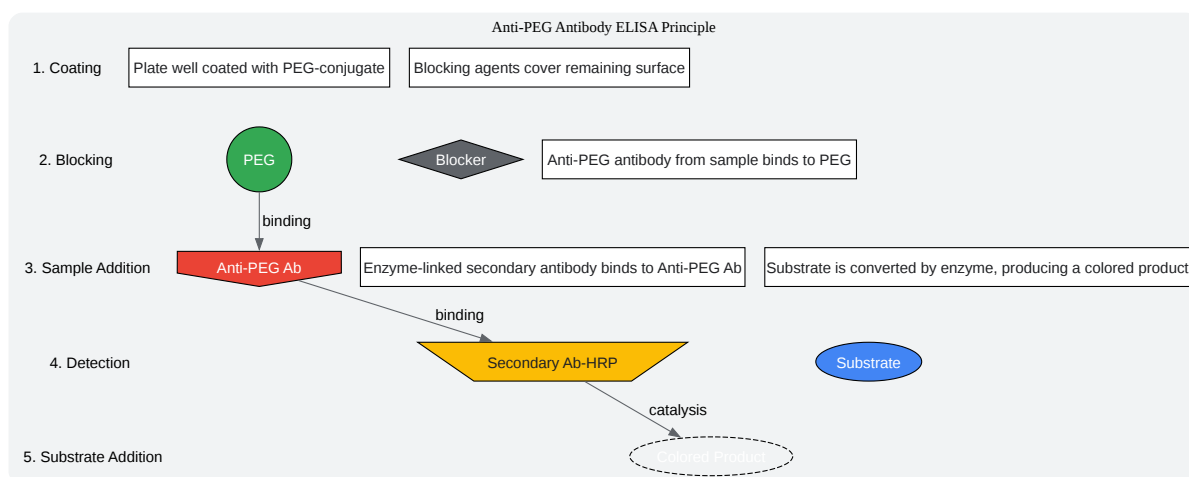 Anti-PEG Antibody ELISA Principle
1. Coating
Plate well coated with PEG-conjugate
Blocking agents cover remaining surface
2. Blocking
PEG
Blocker
Anti-PEG antibody from sample binds to PEG
binding
3. Sample Addition
Anti-PEG Ab
Enzyme-linked secondary antibody binds to Anti-PEG Ab
Substrate is converted by enzyme, producing a colored product
binding
4. Detection
Secondary Ab-HRP
Substrate
catalysis
5. Substrate Addition
Colored Product